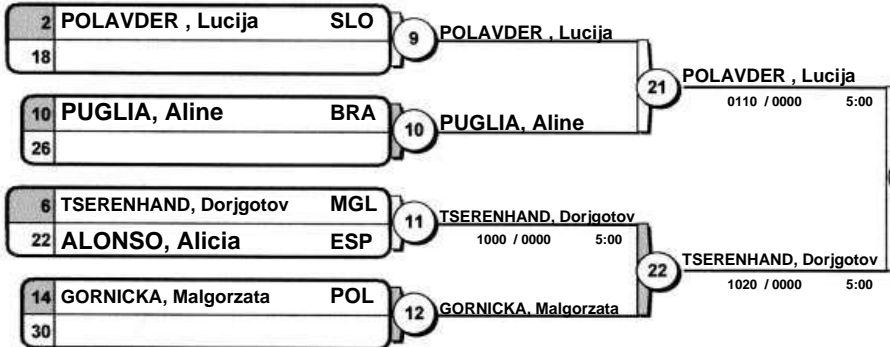 2 POLAVDER , Lucija SLO
18
9 POLAVDER , Lucija
10 PUGLIA, Aline BRA
26
10 PUGLIA, Aline
21 POLAVDER , Lucija
0110 / 0000 5:00
6 TSERENHAND, Dorjgotov MGL
22 ALONSO, Alicia ESP
11 TSERENHAND, Dorjgotov
1000 / 0000 5:00
14 GORNICKA, Malgorzata POL
30
12 GORNICKA, Malgorzata
22 TSERENHAND, Dorjgotov
1020 / 0000 5:00